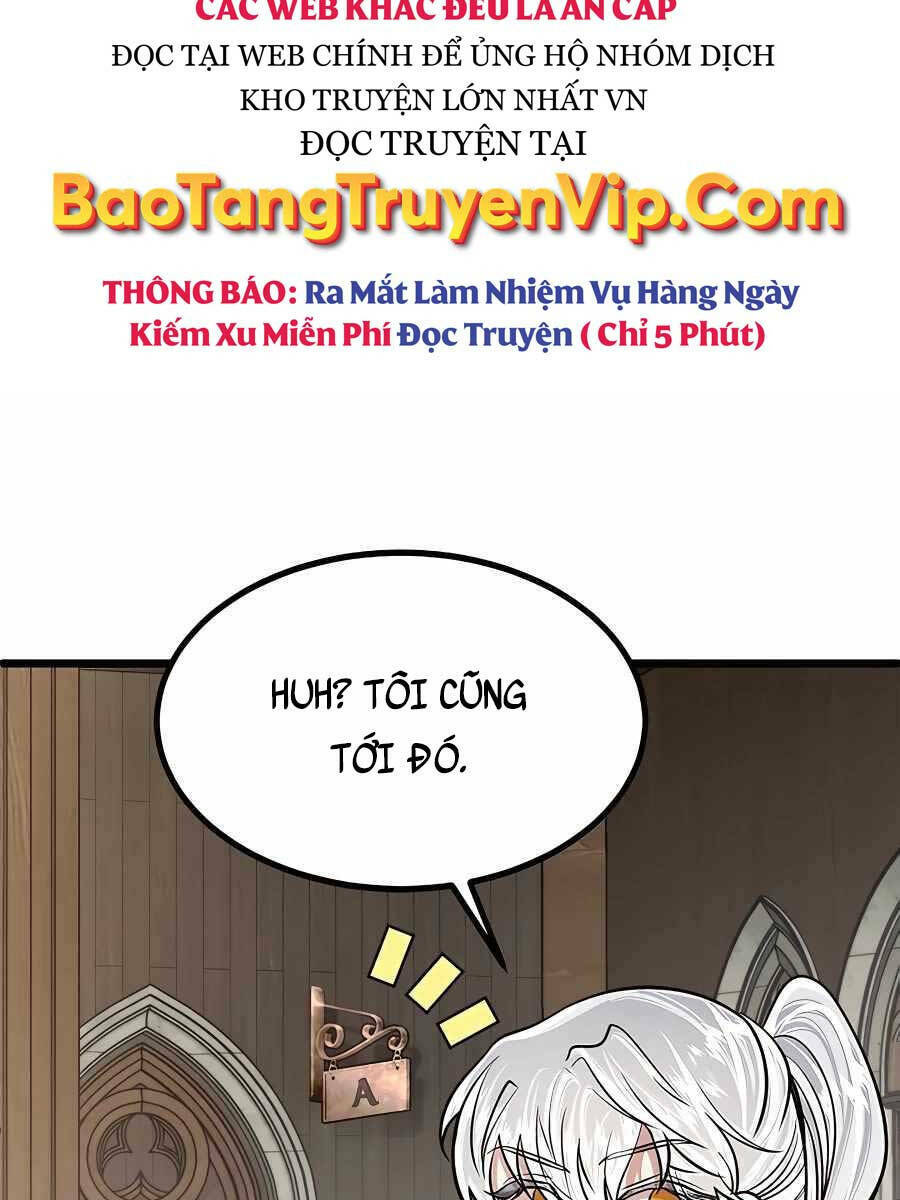 CÁC WEB KHÁC ĐỀU LÀ ĂN CẮP
ĐỌC TẠI WEB CHÍNH ĐỂ ỦNG HỘ NHÓM DỊCH
KHO TRUYỆN LỚN NHẤT VN
ĐỌC TRUYỆN TẠI
BaoTangTruyenVip.Com
THÔNG BÁO: Ra Mắt Làm Nhiệm Vụ Hàng Ngày
Kiếm Xu Miễn Phí Đọc Truyện ( Chỉ 5 Phút)
HUH? TÔI CŨNG
TỚI ĐÓ.
A